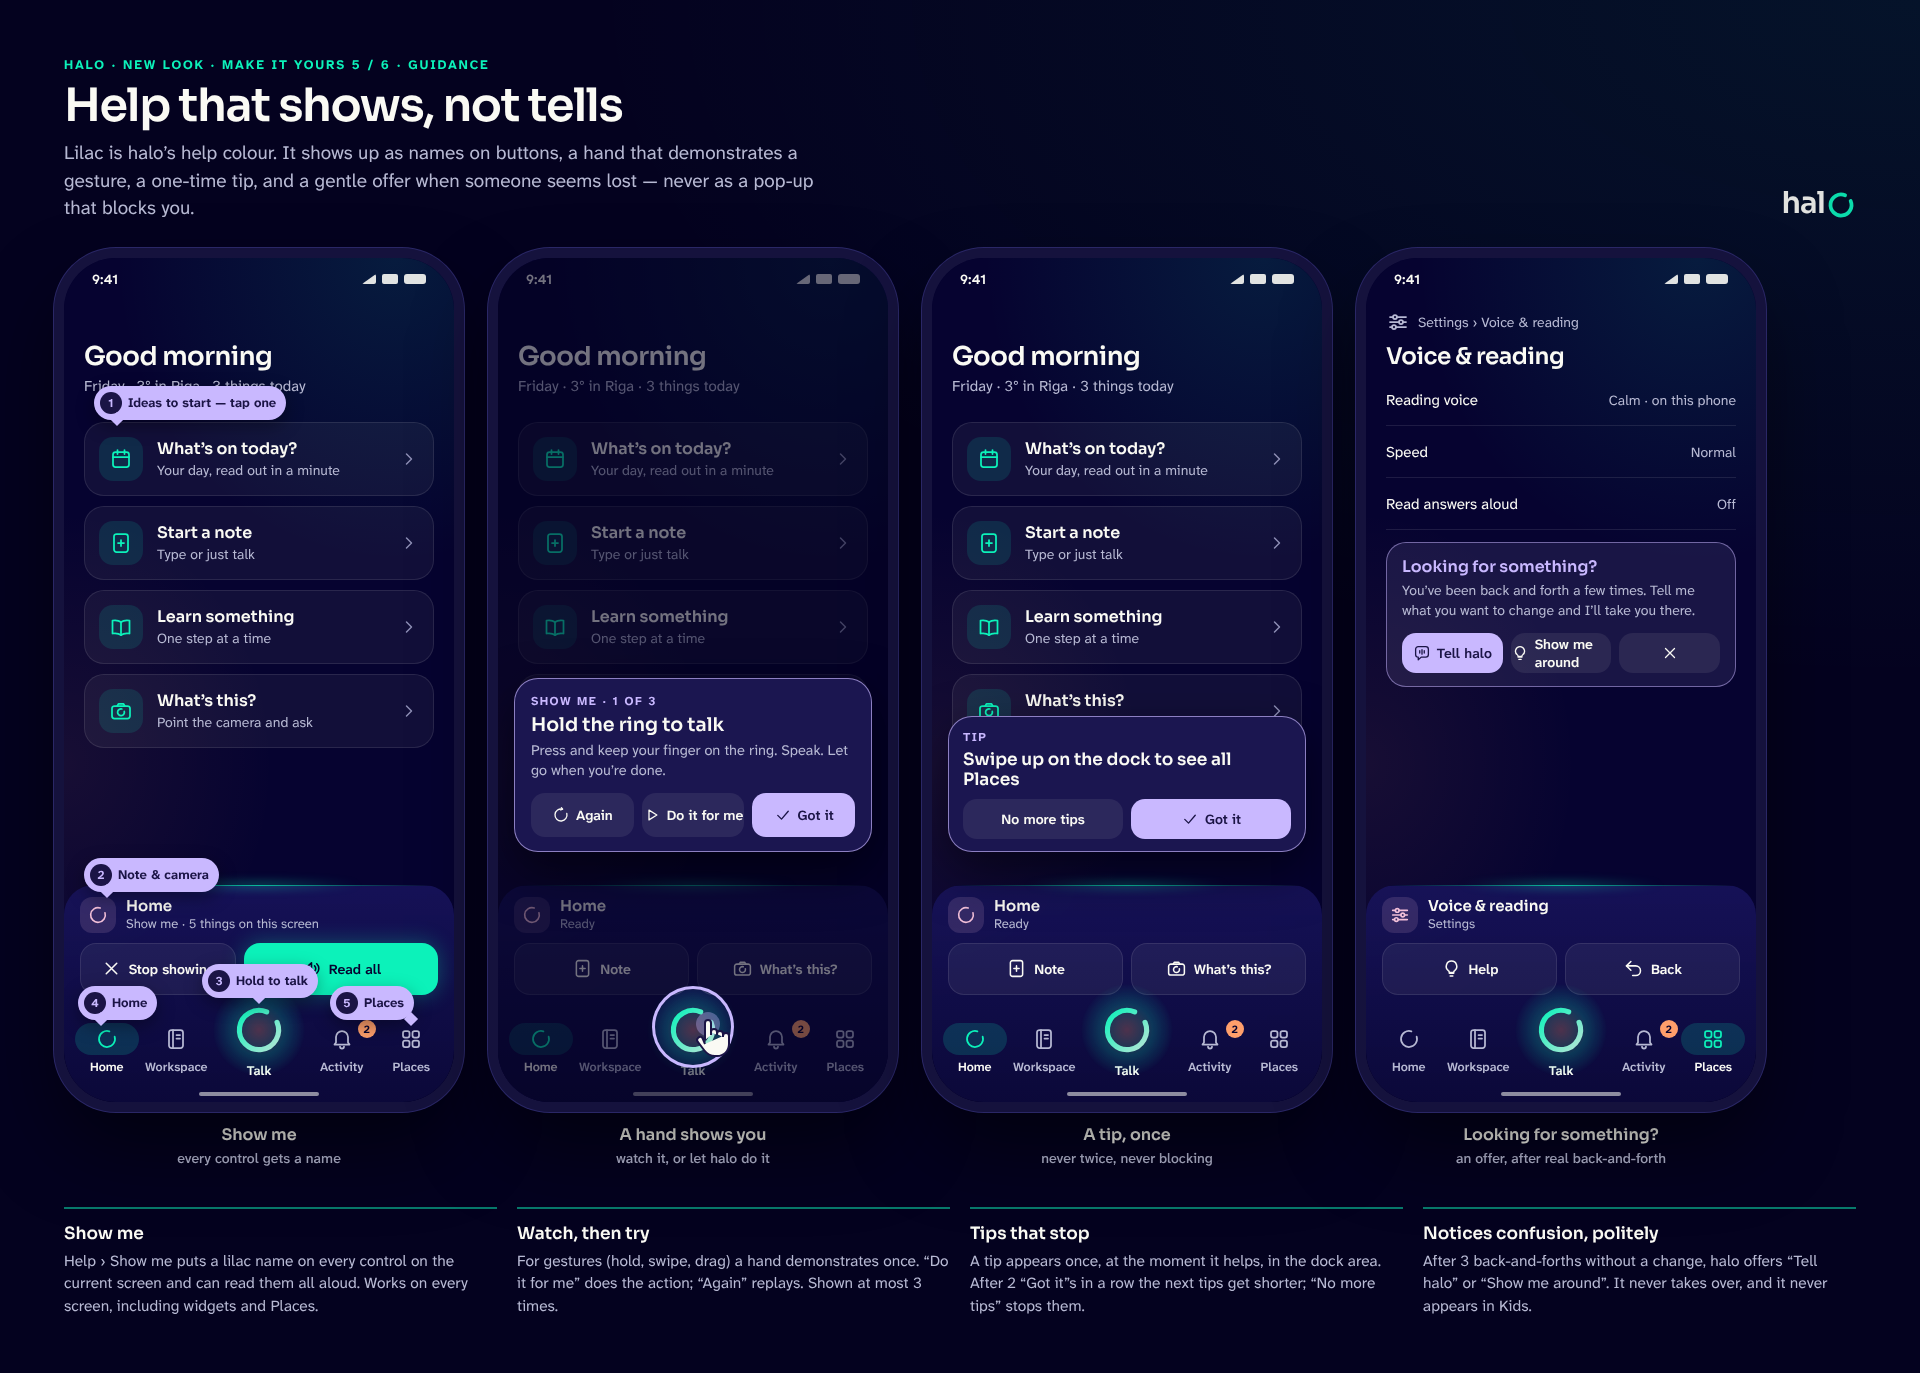 HALO · NEW LOOK · MAKE IT YOURS 5 / 6 · GUIDANCE
Help that shows, not tells
Lilac is halo's help colour. It shows up as names on buttons, a hand that demonstrates a
gesture, a one-time tip, and a gentle offer when someone seems lost — never as a pop-up
that blocks you.
halo
9:41
Good morning
Friday · 3° in Riga · 3 things today
1 Ideas to start — tap one
What's on today?
Your day, read out in a minute
Start a note
Type or just talk
Learn something
One step at a time
What's this?
Point the camera and ask
2 Note & camera
Home
Show me · 5 things on this screen
Stop showin
Read all
3 Hold to talk
4 Home
5 Places
2
Home
Workspace
Talk
Activity
Places
Show me
every control gets a name
9:41
Good morning
Friday · 3° in Riga · 3 things today
What's on today?
Your day, read out in a minute
Start a note
Type or just talk
Learn something
One step at a time
SHOW ME · 1 OF 3
Hold the ring to talk
Press and keep your finger on the ring. Speak. Let
go when you're done.
Again
Do it for me
Got it
Home
Ready
Note
What's this?
2
Home
Workspace
Talk
Activity
Places
A hand shows you
watch it, or let halo do it
9:41
Good morning
Friday · 3° in Riga · 3 things today
What's on today?
Your day, read out in a minute
Start a note
Type or just talk
Learn something
One step at a time
What's this?
TIP
Swipe up on the dock to see all
Places
No more tips
Got it
Home
Ready
Note
What's this?
2
Home
Workspace
Talk
Activity
Places
A tip, once
never twice, never blocking
9:41
Settings › Voice & reading
Voice & reading
Reading voice
Calm · on this phone
Speed
Normal
Read answers aloud
Off
Looking for something?
You've been back and forth a few times. Tell me
what you want to change and I'll take you there.
Tell halo
Show me
around
Voice & reading
Settings
Help
Back
2
Home
Workspace
Talk
Activity
Places
Looking for something?
an offer, after real back-and-forth
Show me
Help › Show me puts a lilac name on every control on the
current screen and can read them all aloud. Works on every
screen, including widgets and Places.
Watch, then try
For gestures (hold, swipe, drag) a hand demonstrates once. “Do
it for me” does the action; “Again” replays. Shown at most 3
times.
Tips that stop
A tip appears once, at the moment it helps, in the dock area.
After 2 “Got it”s in a row the next tips get shorter; “No more
tips” stops them.
Notices confusion, politely
After 3 back-and-forths without a change, halo offers “Tell
halo” or “Show me around”. It never takes over, and it never
appears in Kids.